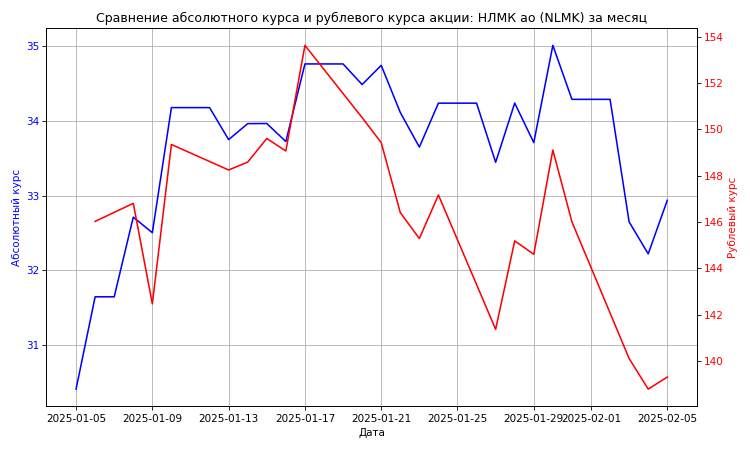 Сравнение абсолютного курса и рублевого курса акции: НЛМК ао (NLMK) за месяц
Абсолютный курс
35
34
33
32
31
154
152
150
148
146
144
142
140
Рублевый курс
2025-01-05 2025-01-09 2025-01-13 2025-01-17 2025-01-21 2025-01-25 2025-01-29 2025-02-01 2025-02-05
Дата